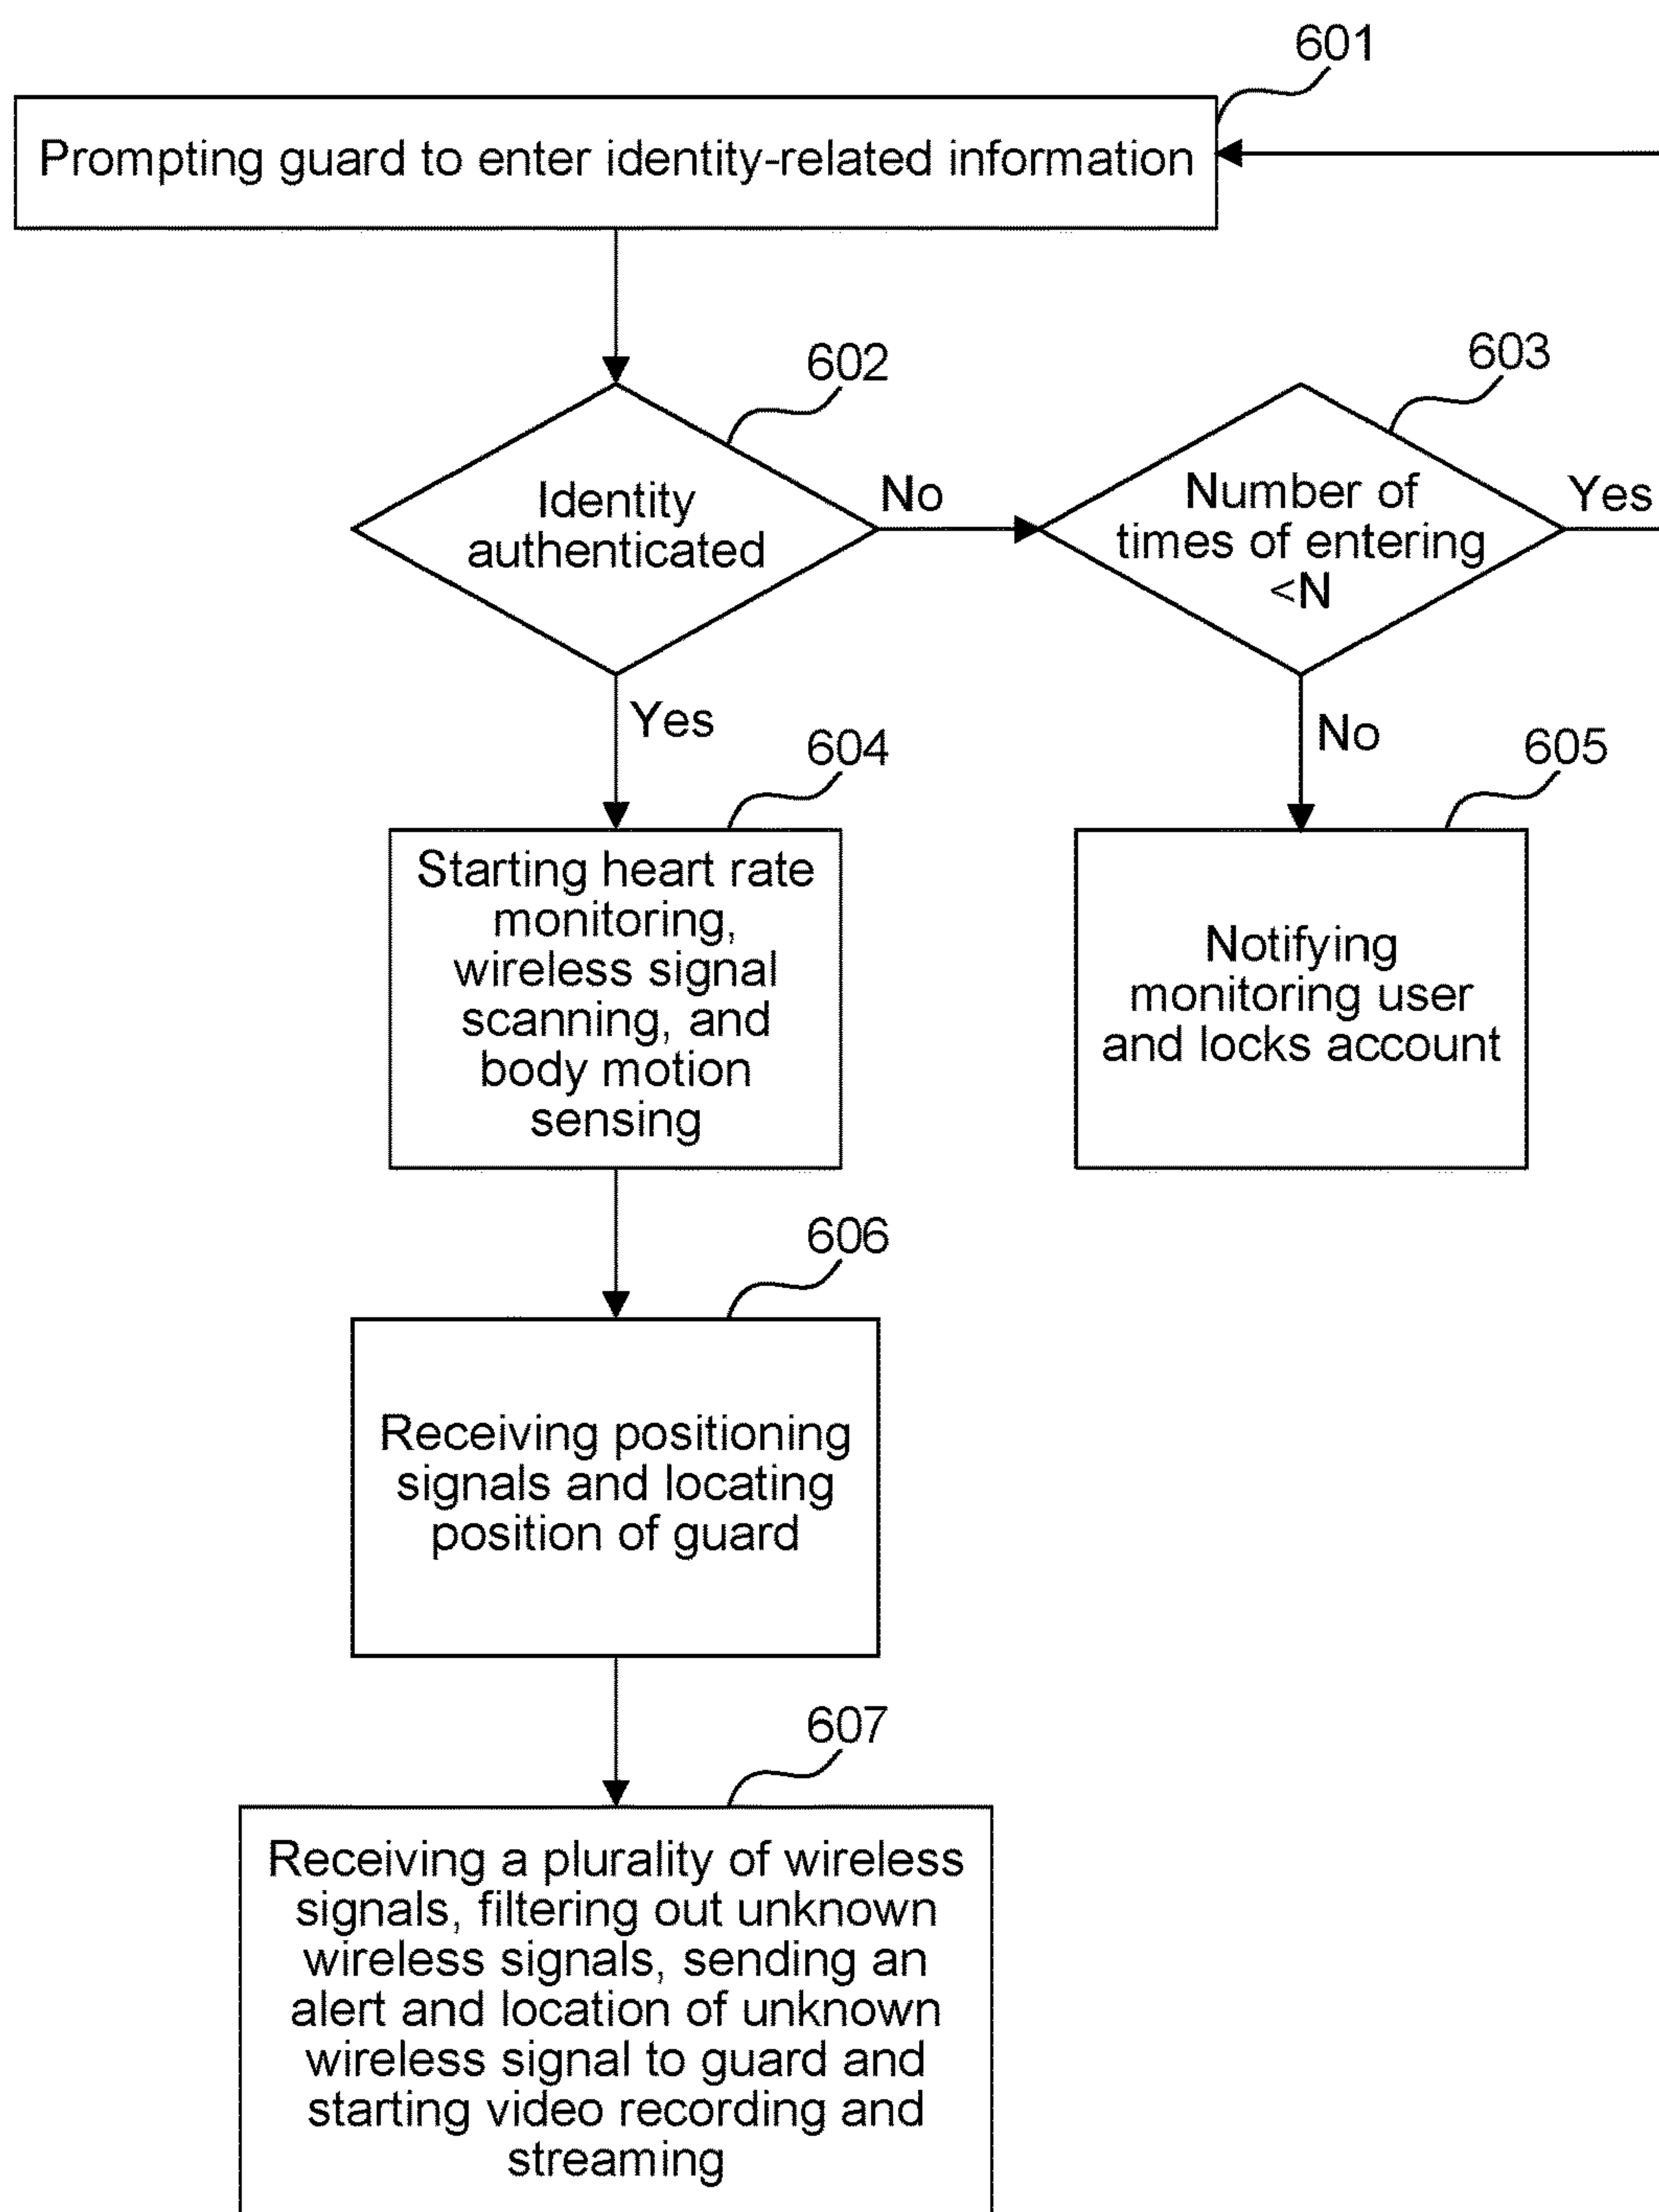 601
Prompting guard to enter identity-related information
602
603
Identity
authenticated
No
Number of
times of entering
<N
Yes
Yes
No
604
605
Starting heart rate
monitoring,
wireless signal
scanning, and
body motion
sensing
Notifying
monitoring user
and locks account
606
Receiving positioning
signals and locating
position of guard
607
Receiving a plurality of wireless
signals, filtering out unknown
wireless signals, sending an
alert and location of unknown
wireless signal to guard and
starting video recording and
streaming